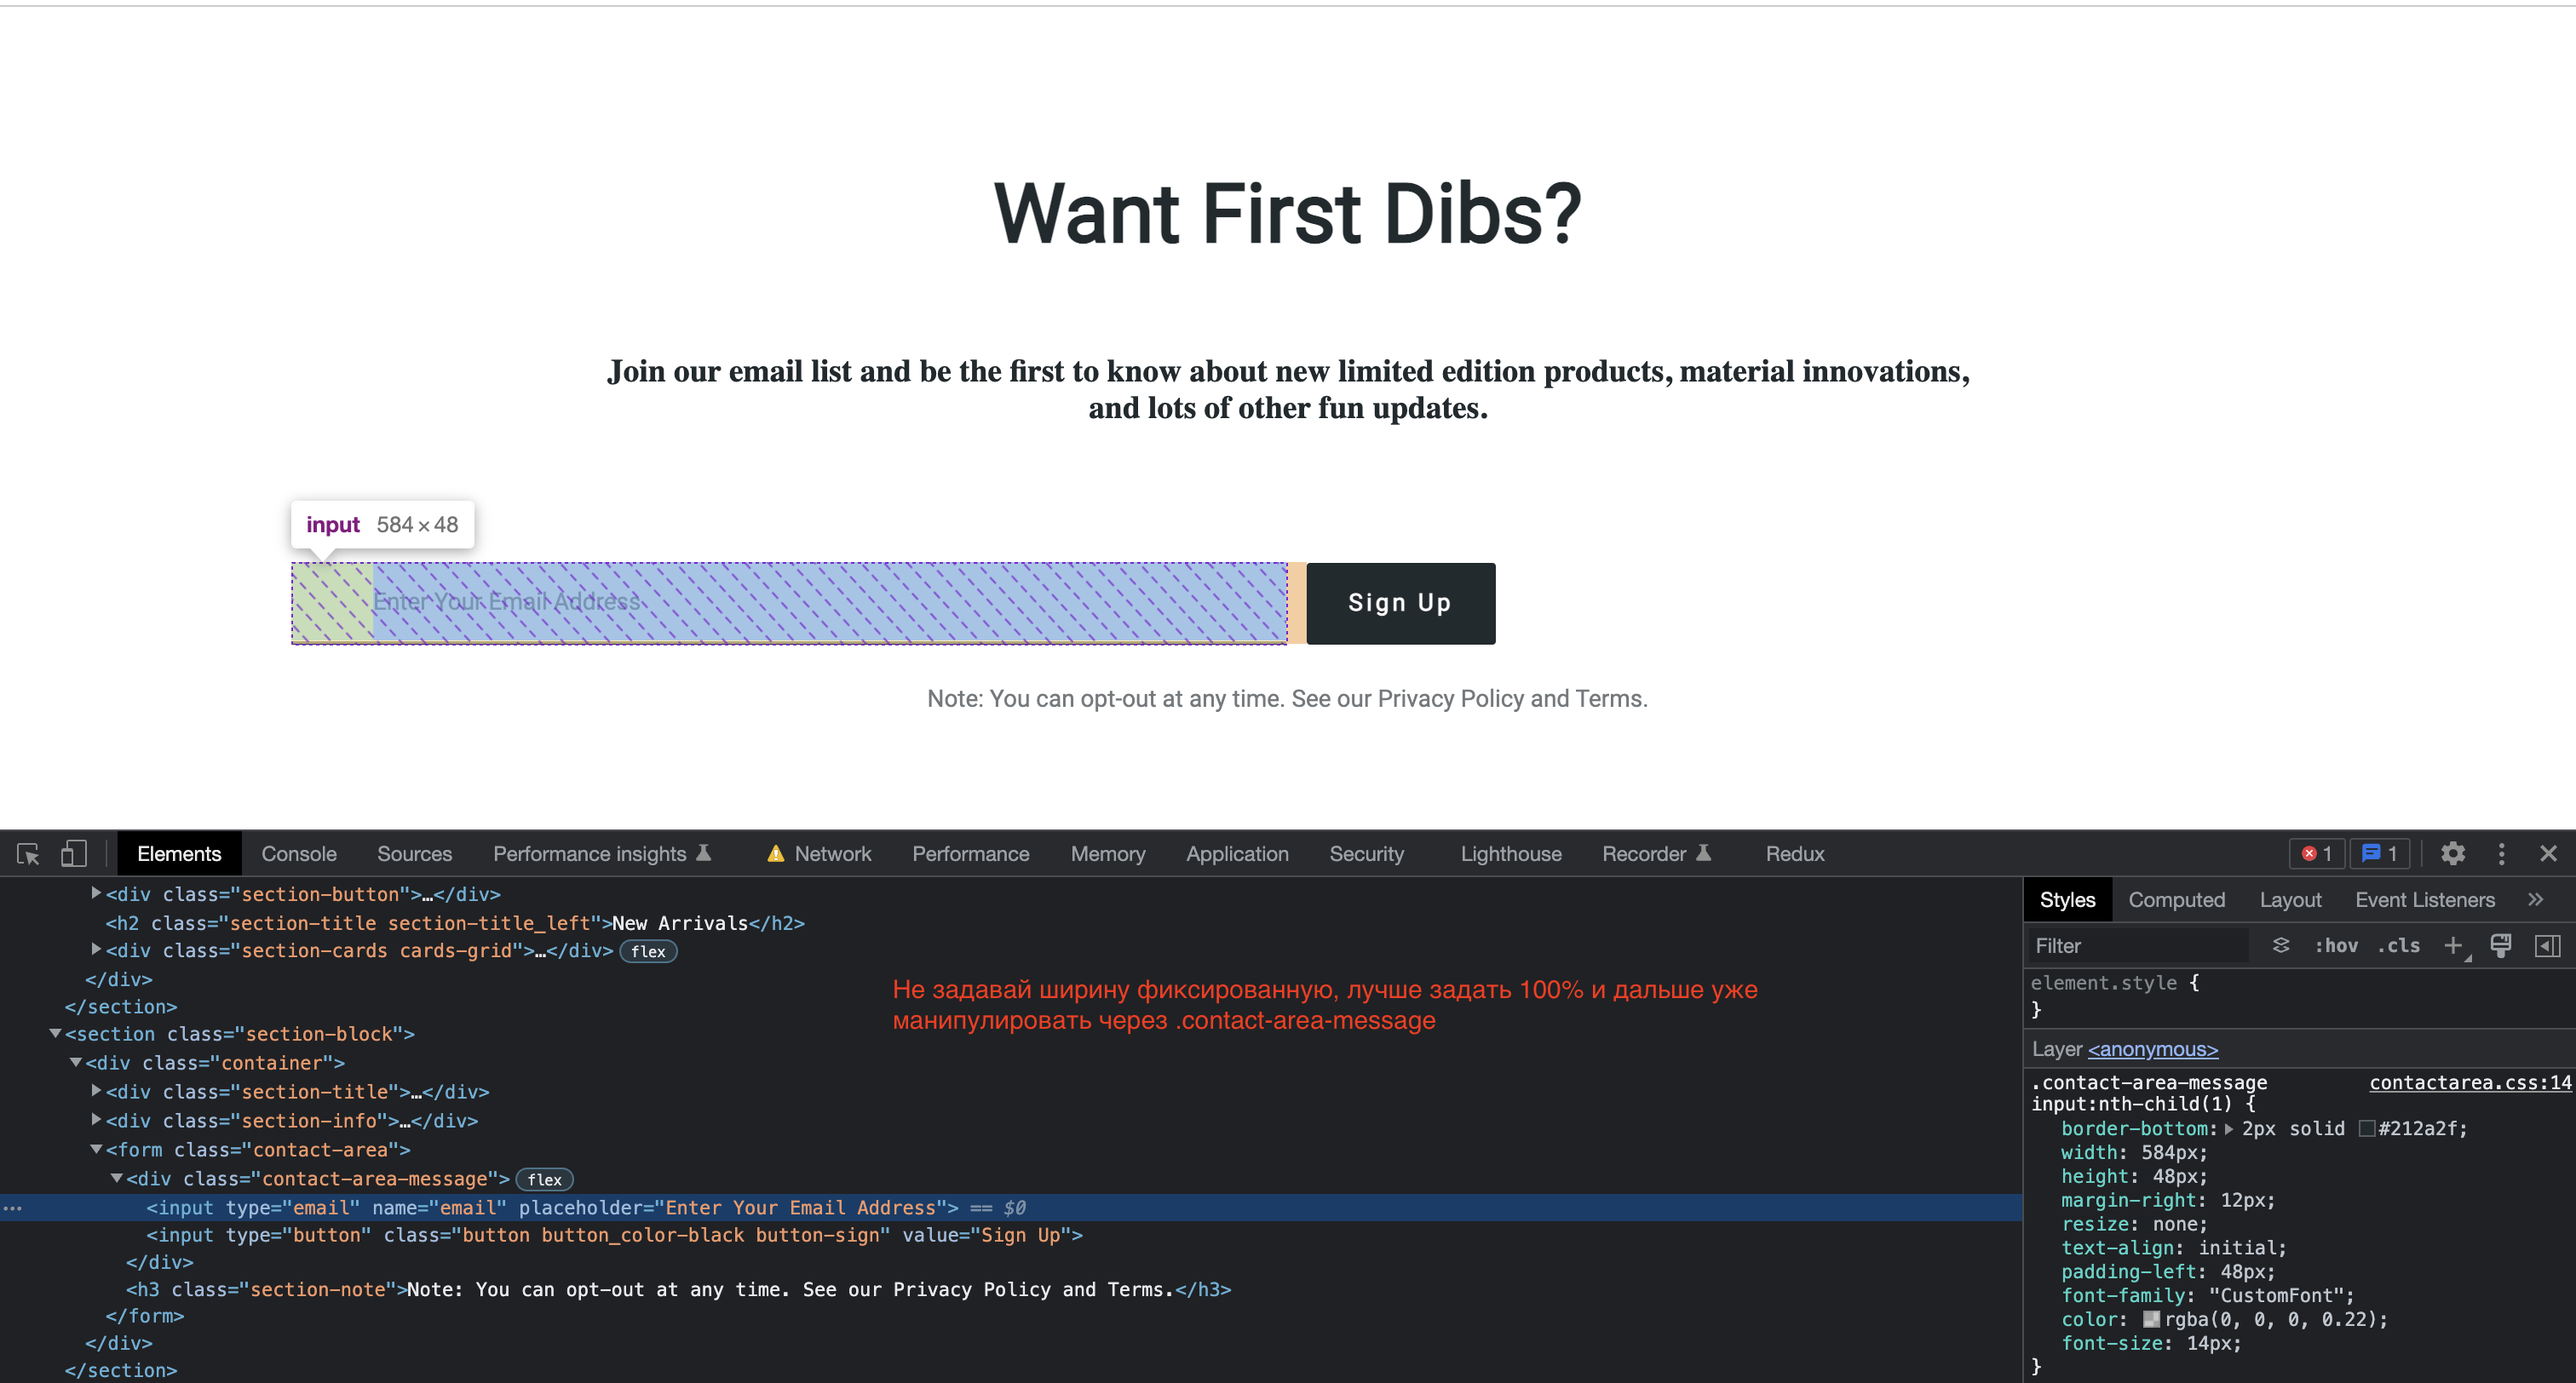 Want First Dibs?
Join our email list and be the first to know about new limited edition products, material innovations,
and lots of other fun updates.
input 584 × 48
Enter Your Email Address
Sign Up
Note: You can opt-out at any time. See our Privacy Policy and Terms.
Elements Console Sources Performance insights Network Performance Memory Application Security Lighthouse Recorder Redux 1 1
<div class="section-button">…</div>
<h2 class="section-title section-title_left">New Arrivals</h2>
<div class="section-cards cards-grid">…</div> flex
</div>
</section>
<section class="section-block">
<div class="container">
<div class="section-title">…</div>
<div class="section-info">…</div>
<form class="contact-area">
<div class="contact-area-message"> flex
<input type="email" name="email" placeholder="Enter Your Email Address"> == $0
<input type="button" class="button button_color-black button-sign" value="Sign Up">
</div>
<h3 class="section-note">Note: You can opt-out at any time. See our Privacy Policy and Terms.</h3>
</form>
</div>
</section>
Не задавай ширину фиксированную, лучше задать 100% и дальше уже
манипулировать через .contact-area-message
Styles Computed Layout Event Listeners »
Filter :hov .cls +
element.style {
}
Layer <anonymous>
.contact-area-message contactarea.css:14
input:nth-child(1) {
border-bottom: 2px solid #212a2f;
width: 584px;
height: 48px;
margin-right: 12px;
resize: none;
text-align: initial;
padding-left: 48px;
font-family: "CustomFont";
color: rgba(0, 0, 0, 0.22);
font-size: 14px;
}